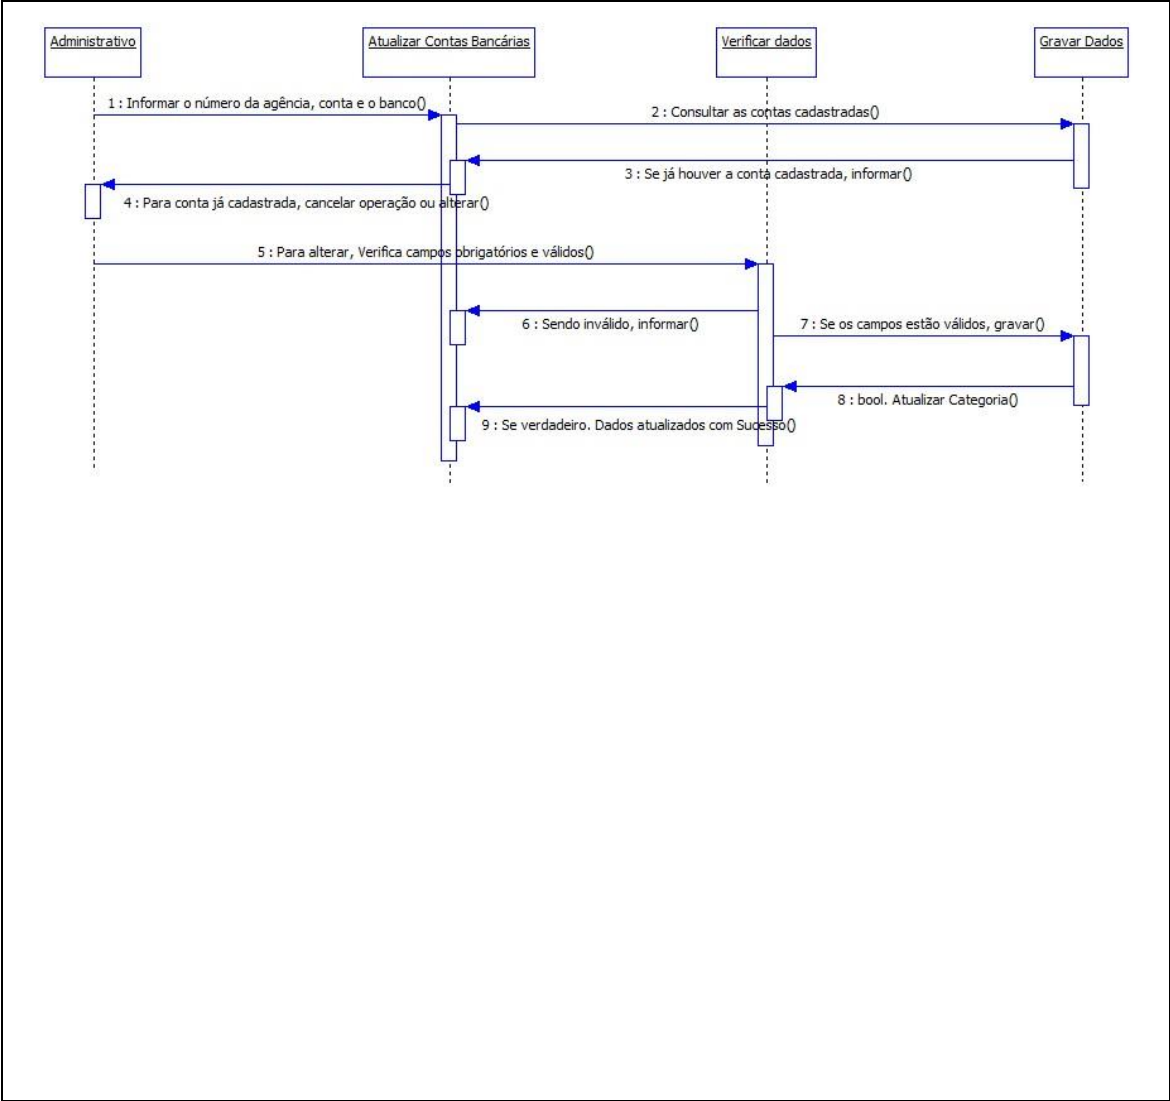 Administrativo
Atualizar Contas Bancárias
Verificar dados
Gravar Dados
1 : Informar o número da agência, conta e o banco()
2 : Consultar as contas cadastradas()
3 : Se já houver a conta cadastrada, informar()
4 : Para conta já cadastrada, cancelar operação ou alterar()
5 : Para alterar, Verifica campos obrigatórios e válidos()
6 : Sendo inválido, informar()
7 : Se os campos estão válidos, gravar()
8 : bool. Atualizar Categoria()
9 : Se verdadeiro. Dados atualizados com Sucesso()